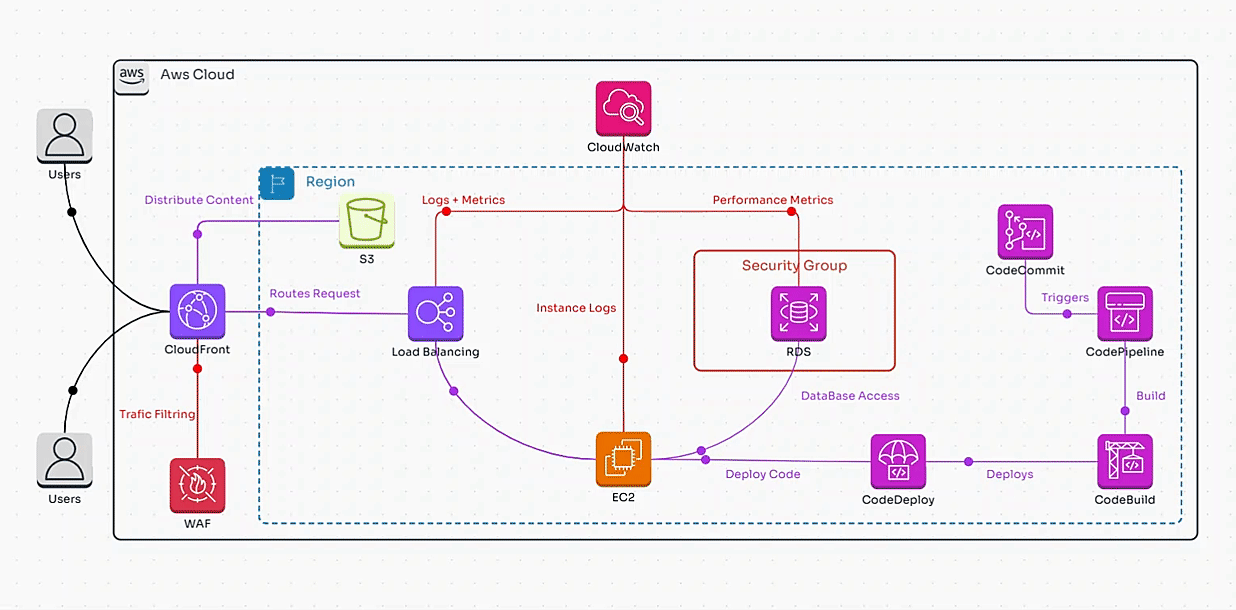 aws
Aws Cloud
CloudWatch
Users
Region
Distribute Content
Logs + Metrics
Performance Metrics
S3
Security Group
CodeCommit
Routes Request
Triggers
Instance Logs
CloudFront
Load Balancing
RDS
CodePipeline
DataBase Access
Build
Trafic Filtring
Deploy Code
Deploys
Users
EC2
CodeDeploy
CodeBuild
WAF